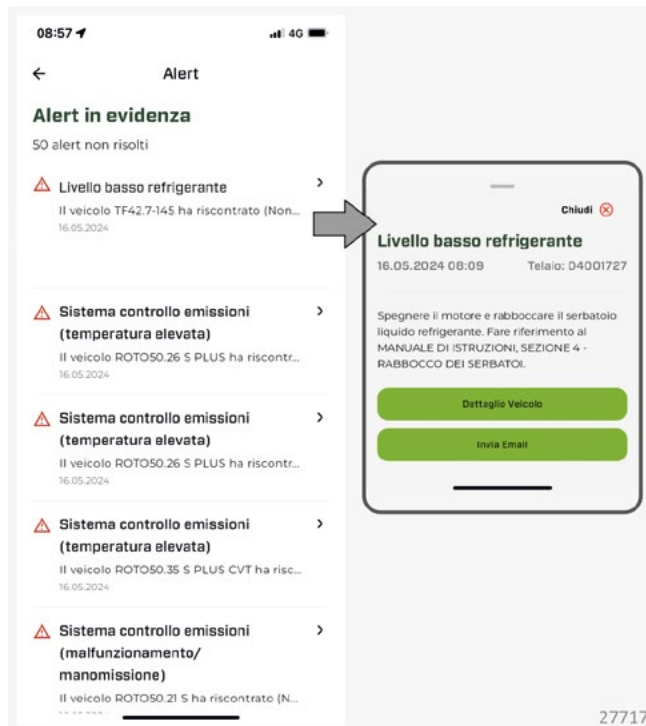 08:57
4G
Alert
Alert in evidenza
50 alert non risolti
Livello basso refrigerante
Il veicolo TF42.7-145 ha riscontrato (Non...
16.05.2024
Sistema controllo emissioni
(temperatura elevata)
Il veicolo ROTO50.26 S PLUS ha riscontr...
16.05.2024
Sistema controllo emissioni
(temperatura elevata)
Il veicolo ROTO50.26 S PLUS ha riscontr...
16.05.2024
Sistema controllo emissioni
(temperatura elevata)
Il veicolo ROTO50.35 S PLUS CVT ha risc...
16.05.2024
Sistema controllo emissioni
(malfunzionamento/
manomissione)
Il veicolo ROTO50.21 S ha riscontrato (N...
Chiudi
Livello basso refrigerante
16.05.2024 08:09 Telaio: D4001727
Spegnere il motore e rabboccare il serbatoio
liquido refrigerante. Fare riferimento al
MANUALE DI ISTRUZIONI, SEZIONE 4 -
RABBOCCO DEI SERBATOI.
Dettaglio Veicolo
Invia Email
27717